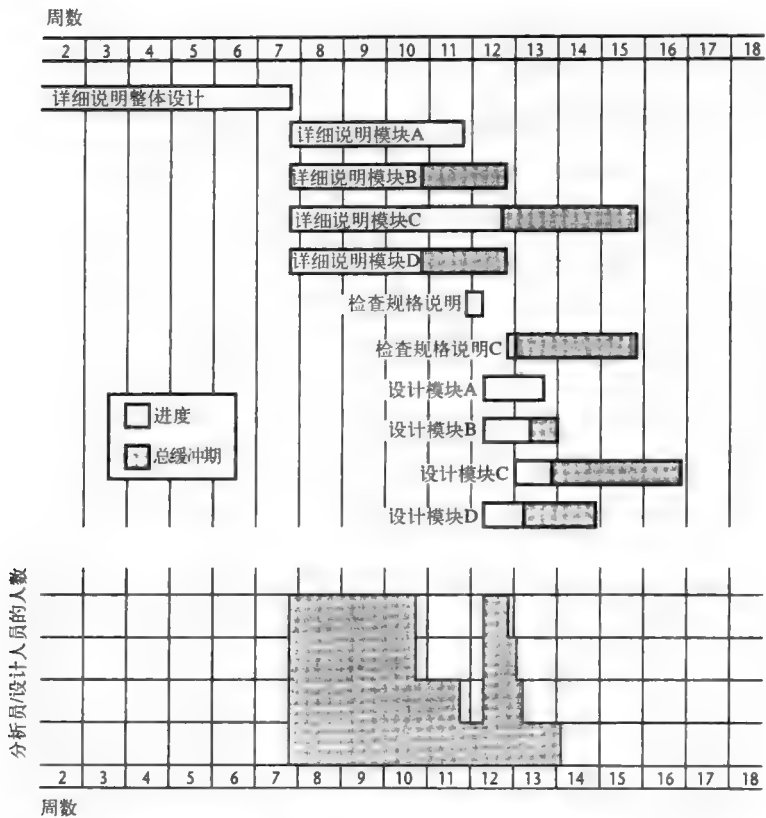 周数
2 3 4 5 6 7 8 9 10 11 12 13 14 15 16 17 18
详细说明整体设计
详细说明模块A
详细说明模块B
详细说明模块C
详细说明模块D
检查规格说明
检查规格说明C
设计模块A
设计模块B
设计模块C
设计模块D
进度
总缓冲期
分析员/设计人员的人数
2 3 4 5 6 7 8 9 10 11 12 13 14 15 16 17 18
周数